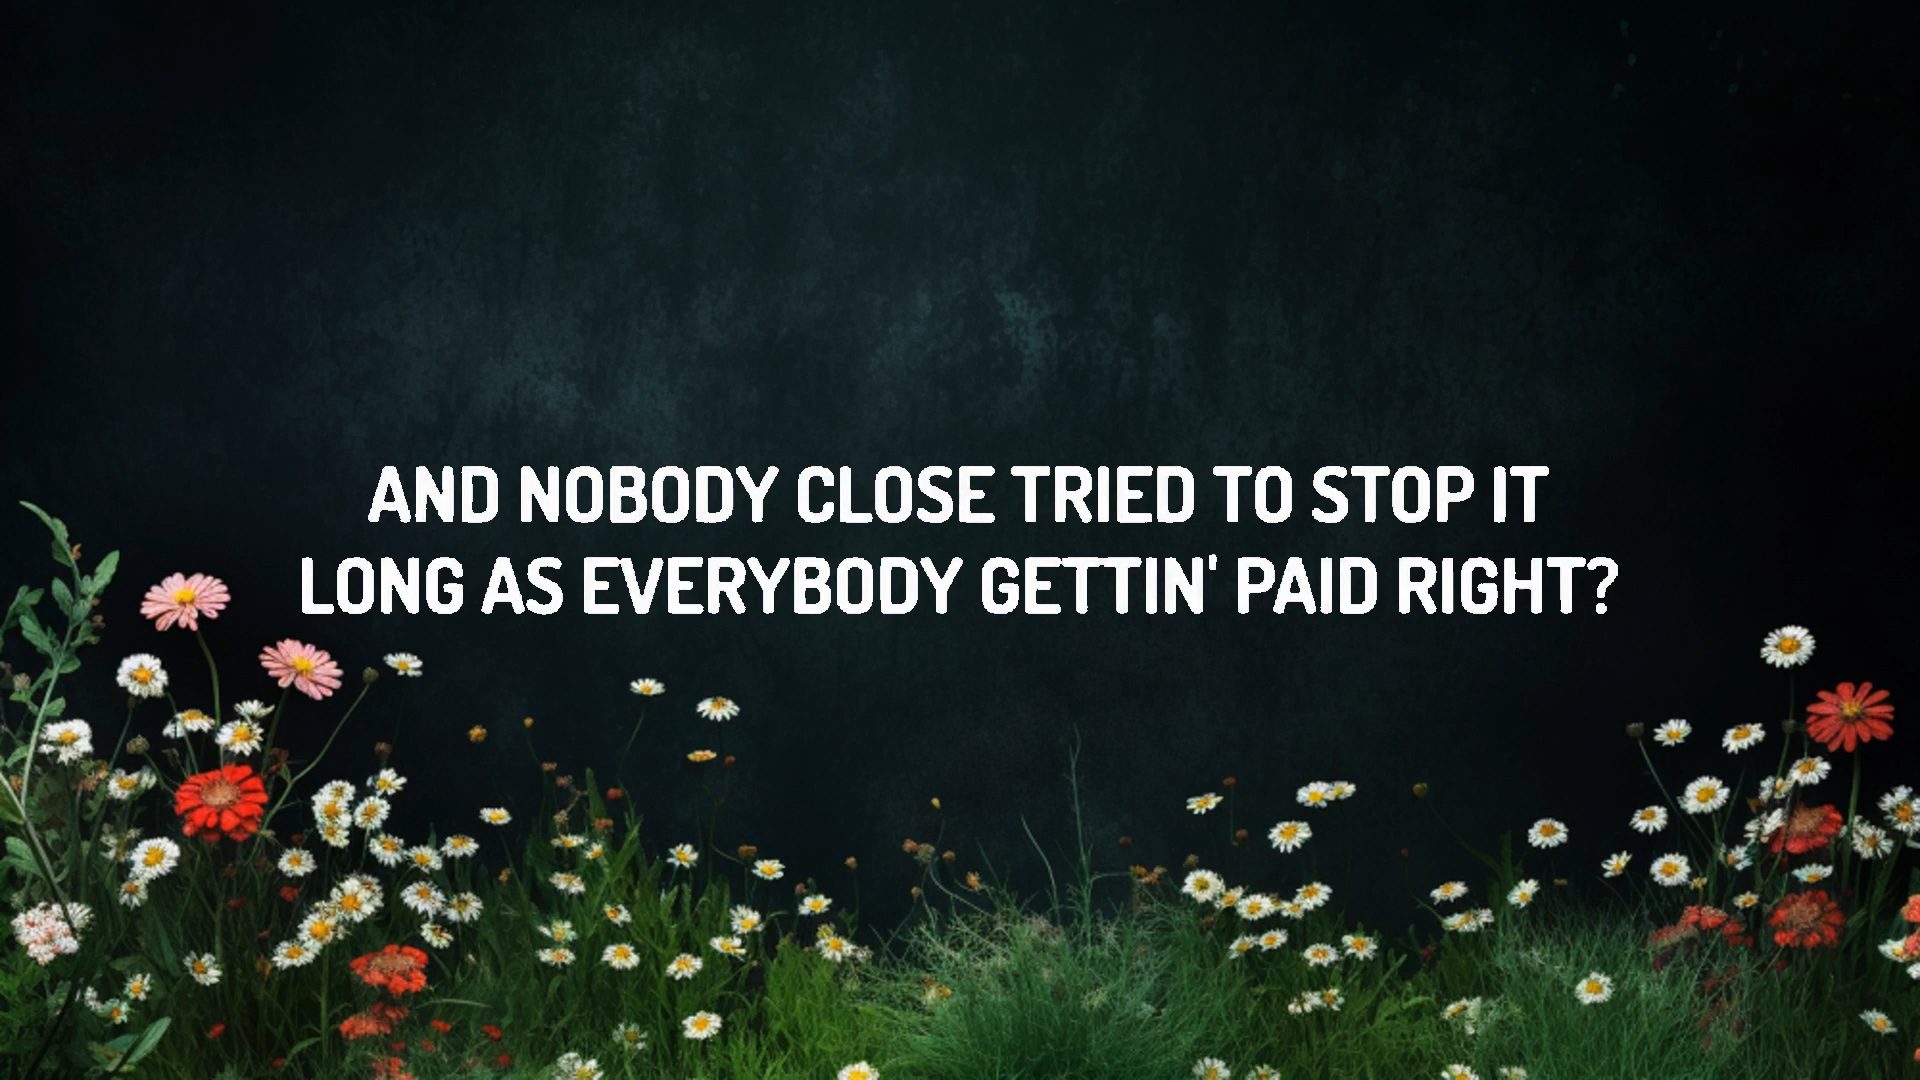 AND NOBODY CLOSE TRIED TO STOP IT
LONG AS EVERYBODY GETTIN' PAID RIGHT?